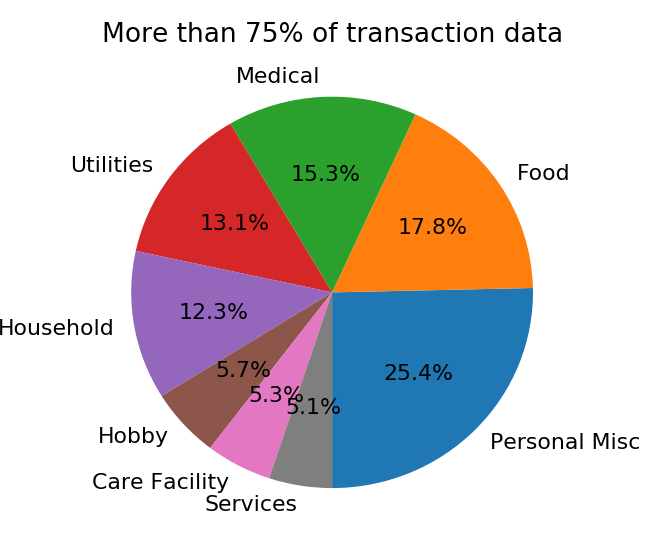 More than 75% of transaction data
Medical
Utilities
Food
15.3%
13.1%
17.8%
Household
12.3%
5.7%
25.4%
5.3%
5.1%
Hobby
Personal Misc
Care Facility
Services